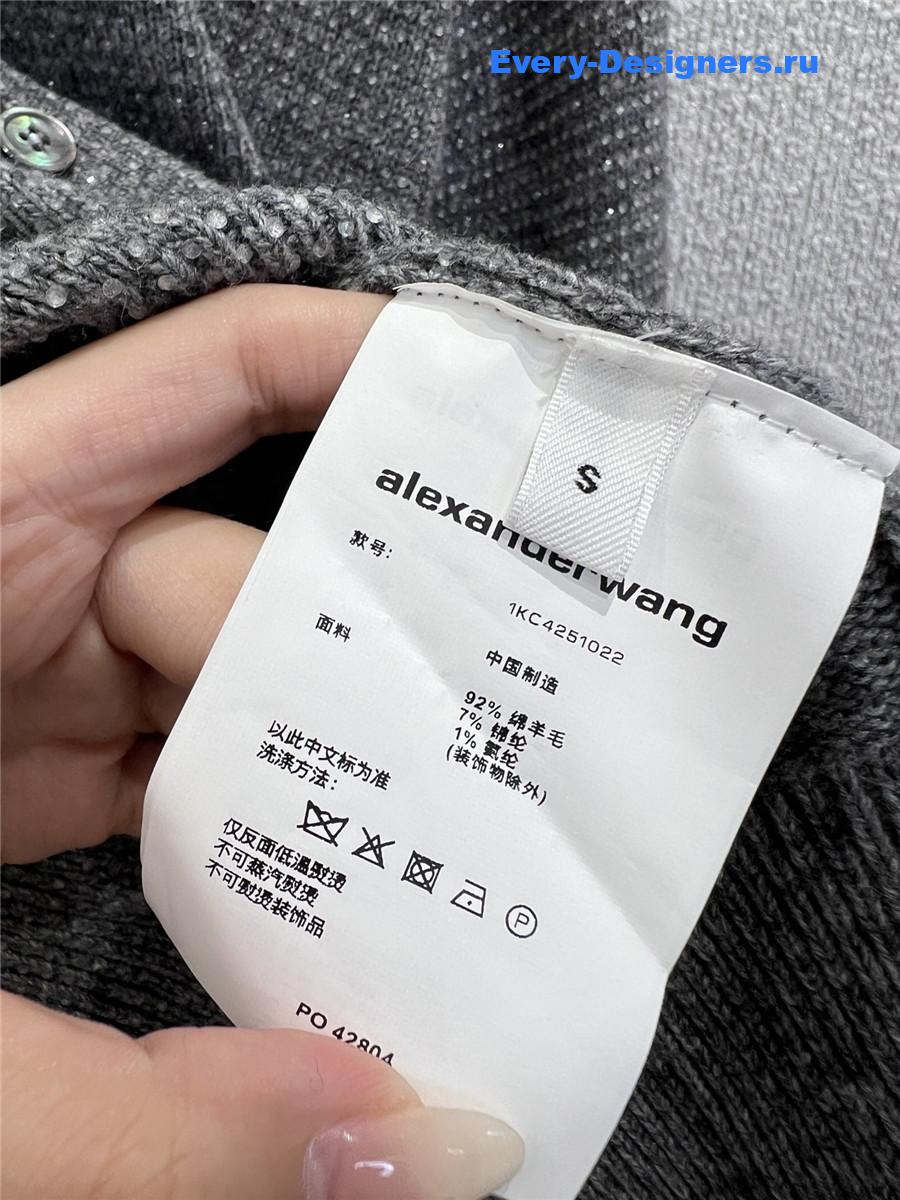 Every-Designers.ru
S
alexanderwang
款号:
1KC4251022
面料
中国制造
92% 绵羊毛
7% 锦纶
1% 氨纶
(装饰物除外)
以此中文标为准
洗涤方法:
P
仅反面低温熨烫
不可蒸汽熨烫
不可熨烫装饰品
PO 42804